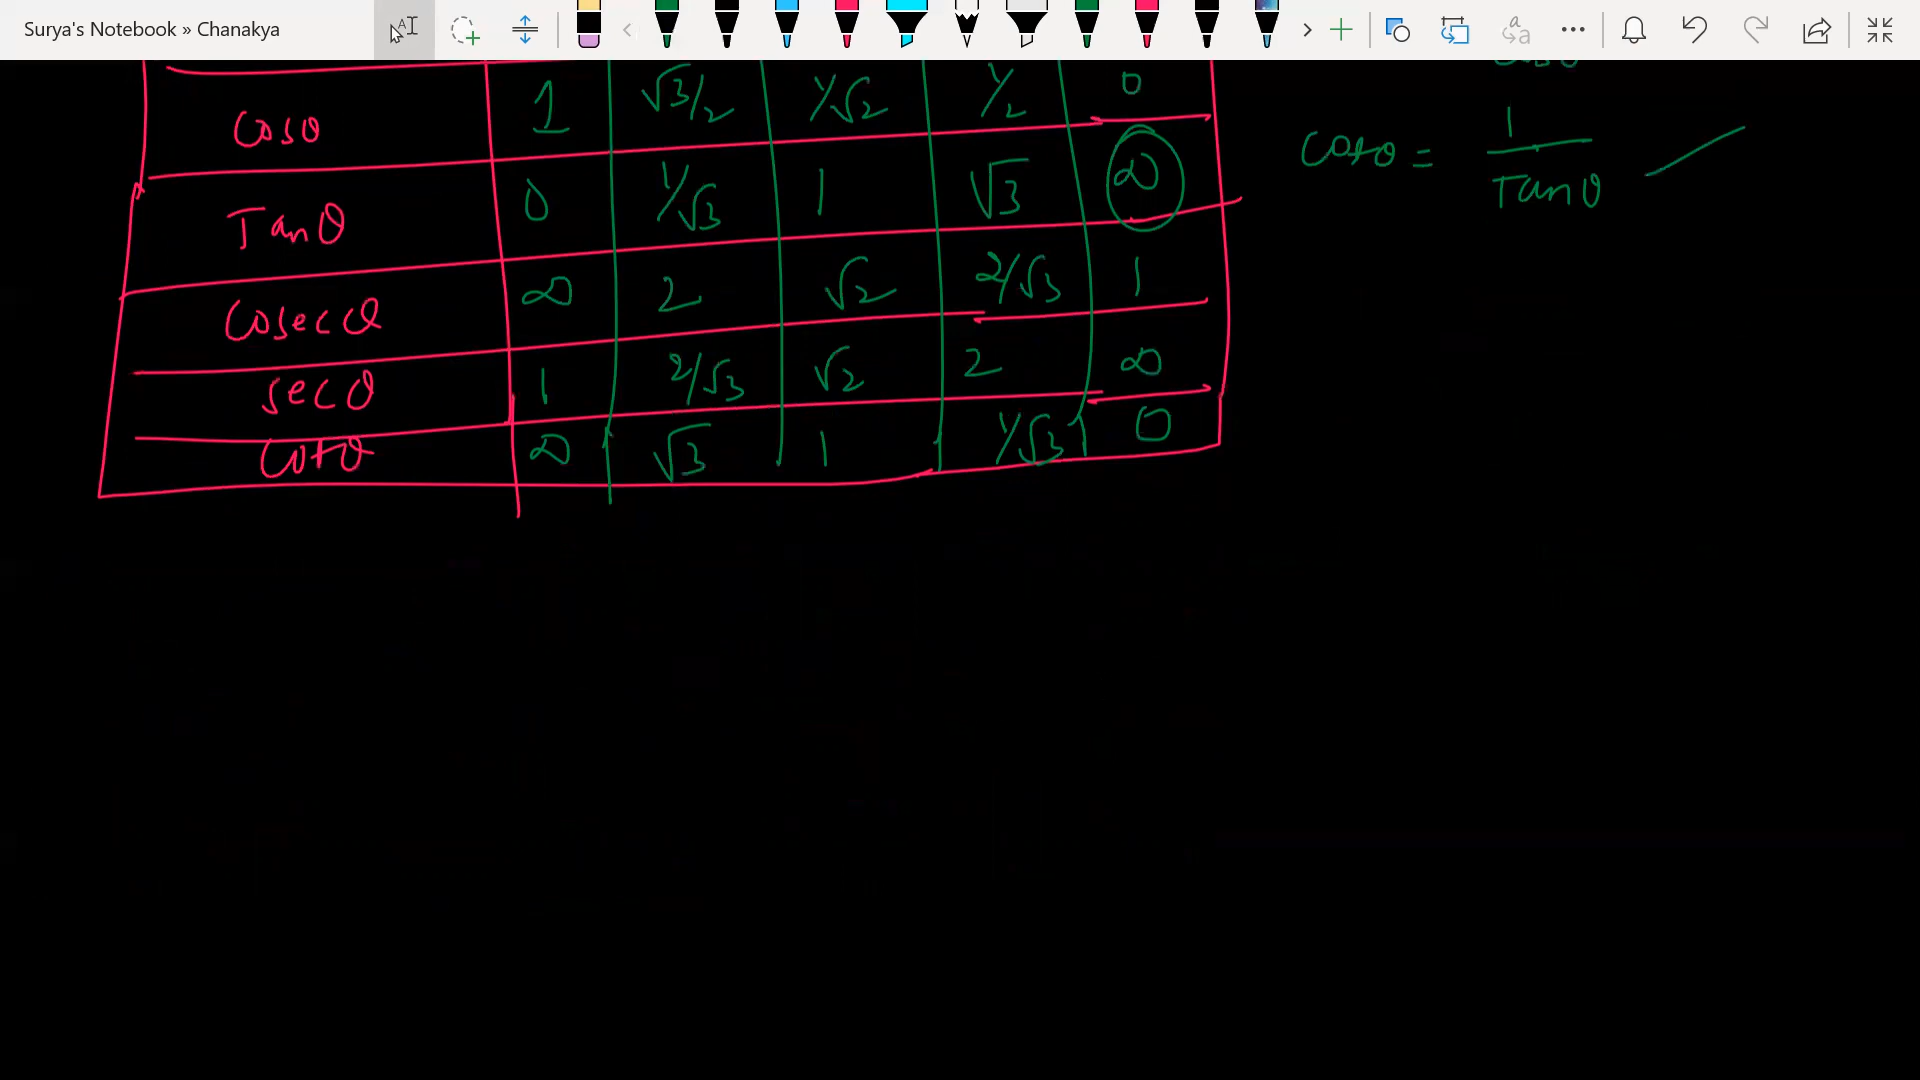 Surya's Notebook » Chanakya
Cosθ 1 √3/2 1/√2 1/2 0
Tanθ 0 1/√3 1 √3 ∞
Cosecθ ∞ 2 √2 2/√3 1
secθ 1 2/√3 √2 2 ∞
Cotθ ∞ √3 1 1/√3 0
Cotθ = 1/Tanθ